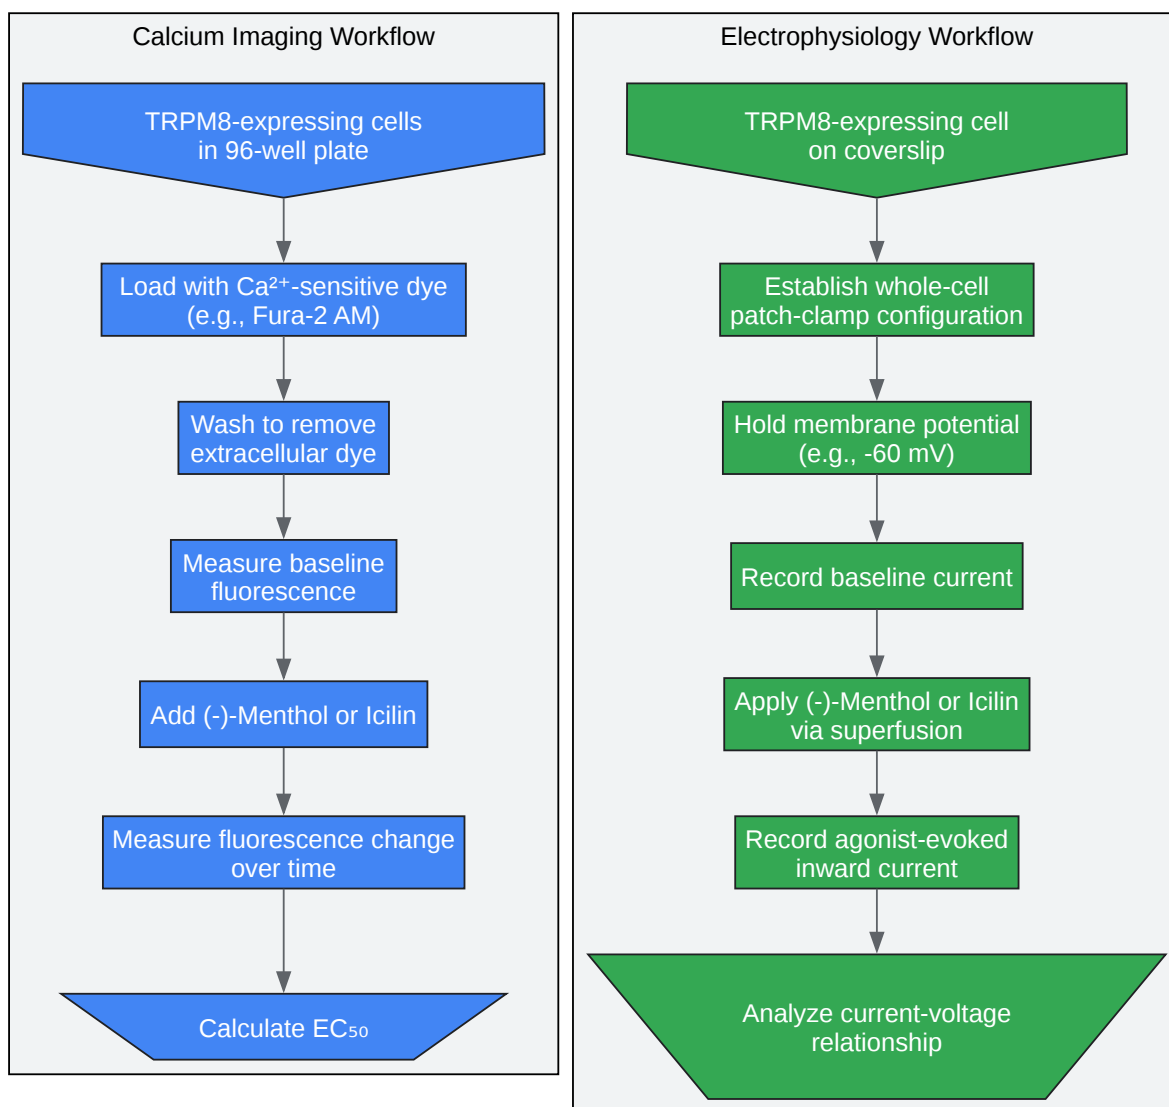 Calcium Imaging Workflow
TRPM8-expressing cells
in 96-well plate
Load with Ca²⁺-sensitive dye
(e.g., Fura-2 AM)
Wash to remove
extracellular dye
Measure baseline
fluorescence
Add (-)-Menthol or Icilin
Measure fluorescence change
over time
Calculate EC₅₀
Electrophysiology Workflow
TRPM8-expressing cell
on coverslip
Establish whole-cell
patch-clamp configuration
Hold membrane potential
(e.g., -60 mV)
Record baseline current
Apply (-)-Menthol or Icilin
via superfusion
Record agonist-evoked
inward current
Analyze current-voltage
relationship